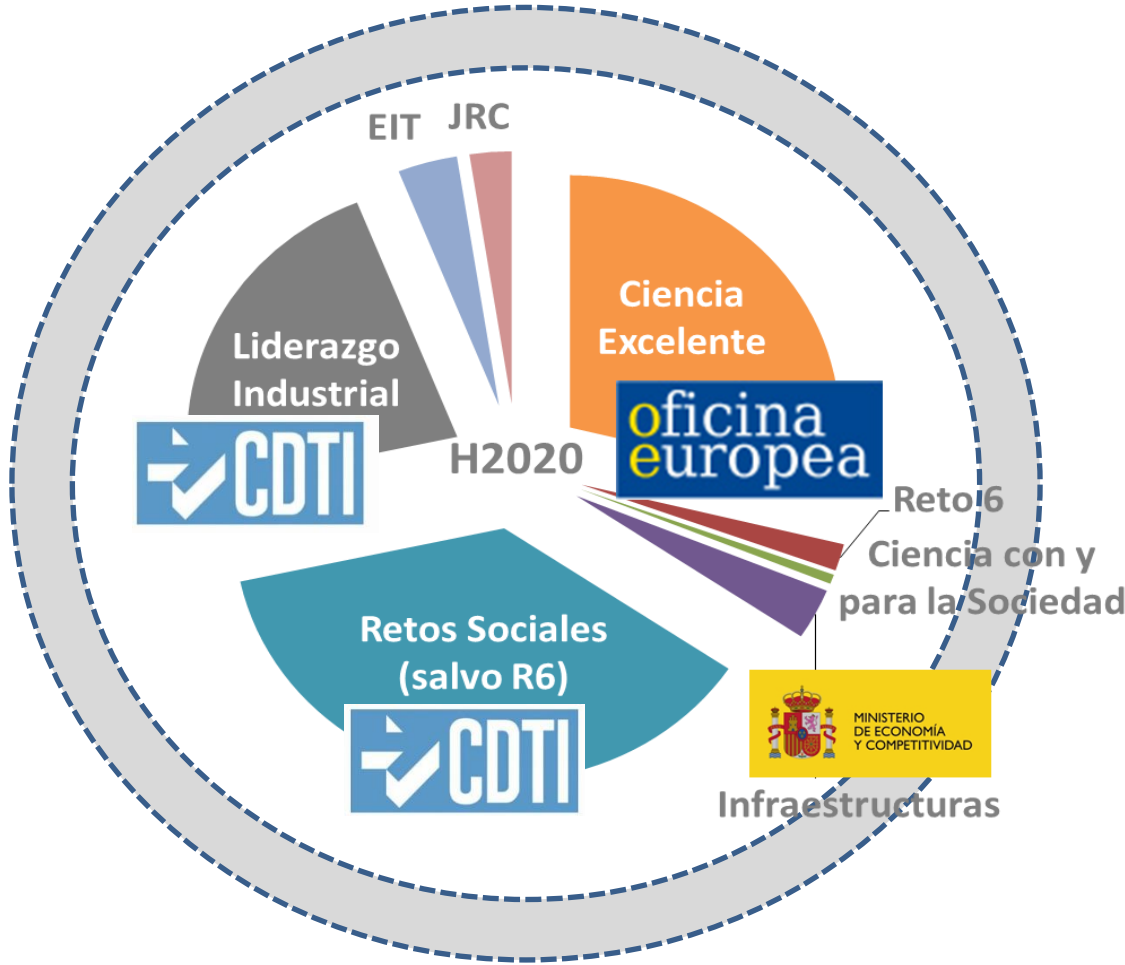 EIT
JRC
Ciencia
Excelente
Liderazgo
Industrial
CDTI
H2020
oficina
europea
Reto 6
Ciencia con y
para la Sociedad
Retos Sociales
(salvo R6)
CDTI
MINISTERIO
DE ECONOMÍA
Y COMPETITIVIDAD
Infraestructuras